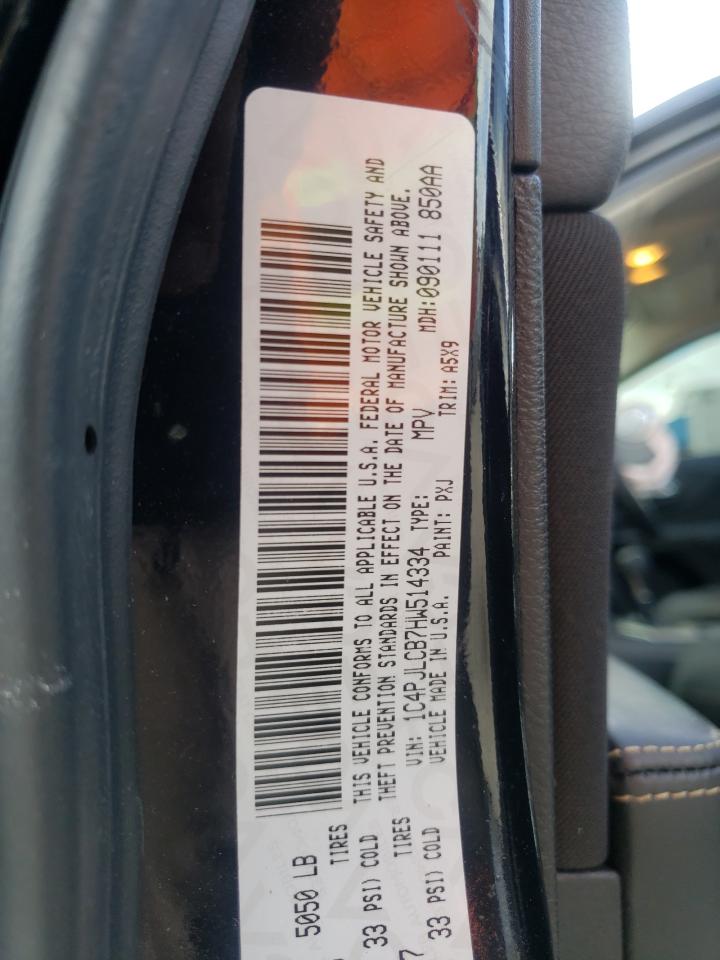 5050 LB
TIRES
33 PSI) COLD
THIS VEHICLE CONFORMS TO ALL APPLICABLE U.S.A. FEDERAL MOTOR VEHICLE SAFETY AND
THEFT PREVENTION STANDARDS IN EFFECT ON THE DATE OF MANUFACTURE SHOWN ABOVE.
TIRES
VIN: 1C4PJLCB7HW514334 TYPE: MPV MDH:090111 850AA
33 PSI) COLD
VEHICLE MADE IN U.S.A. PAINT: PXJ TRIM: A5X9